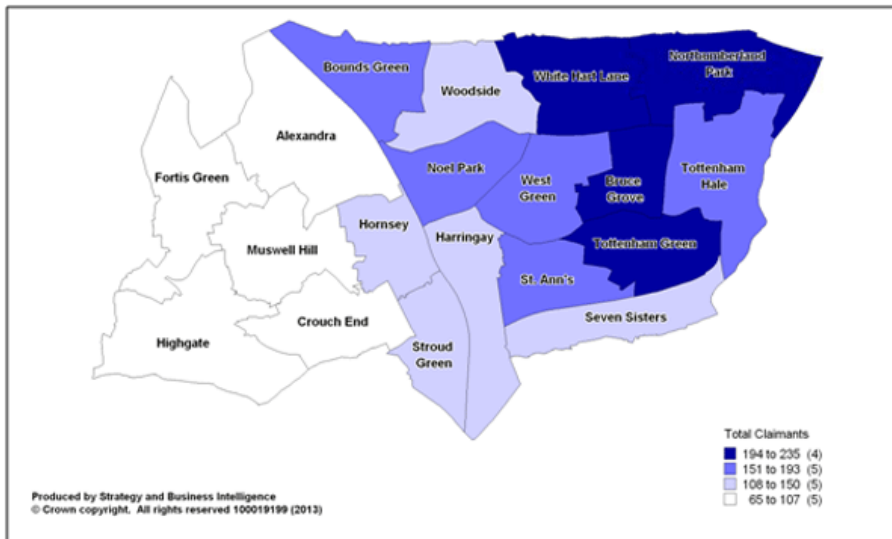 Bounds Green
Woodside
White Hart Lane
Northumberland
Park
Alexandra
Fortis Green
Noel Park
West
Green
Bruce
Grove
Tottenham
Hale
Hornsey
Harringay
Muswell Hill
Tottenham Green
St. Ann's
Seven Sisters
Crouch End
Highgate
Stroud
Green
Total Claimants
194 to 235 (4)
151 to 193 (5)
108 to 150 (5)
65 to 107 (5)
Produced by Strategy and Business Intelligence
© Crown copyright. All rights reserved 100019199 (2013)